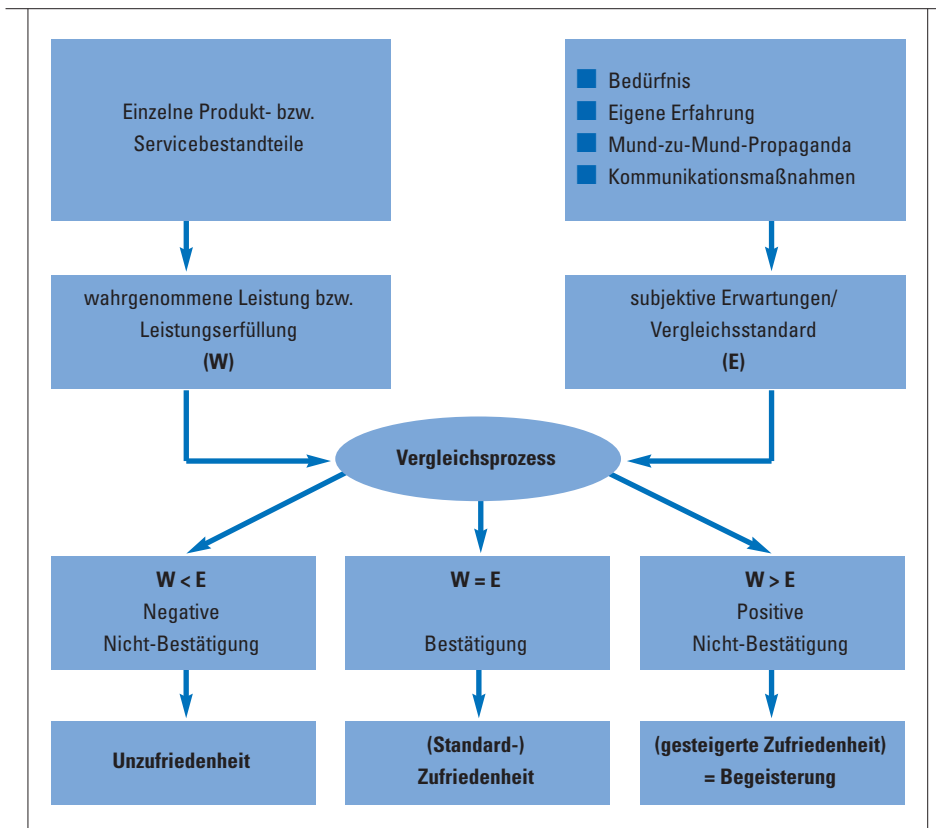 Einzelne Produkt- bzw.
Servicebestandteile
Bedürfnis
Eigene Erfahrung
Mund-zu-Mund-Propaganda
Kommunikationsmaßnahmen
wahrgenommene Leistung bzw.
Leistungserfüllung
(W)
subjektive Erwartungen/
Vergleichsstandard
(E)
Vergleichsprozess
W < E
Negative
Nicht-Bestätigung
W = E
Bestätigung
W > E
Positive
Nicht-Bestätigung
Unzufriedenheit
(Standard-)
Zufriedenheit
(gesteigerte Zufriedenheit)
= Begeisterung